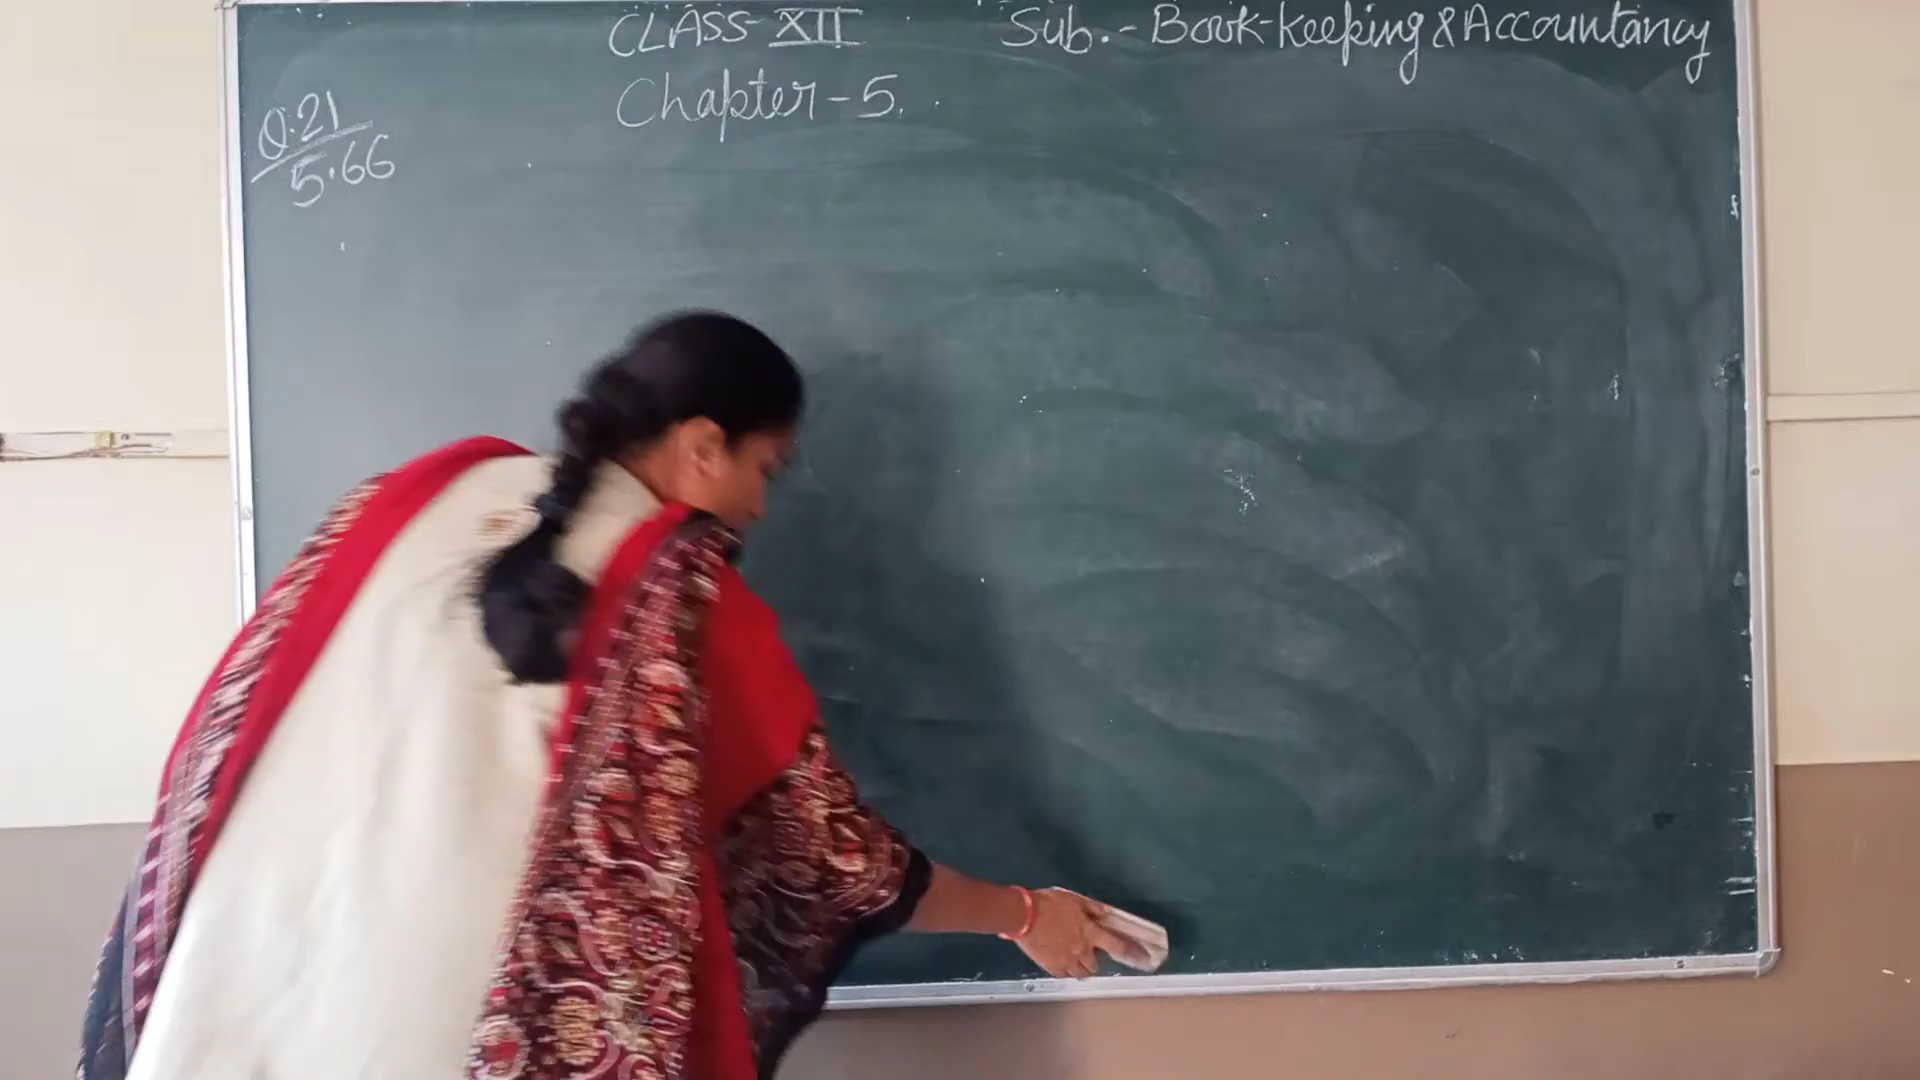 CLASS-XII Sub.- Book-keeping & Accountancy
Chapter-5.
Q.21
5.66